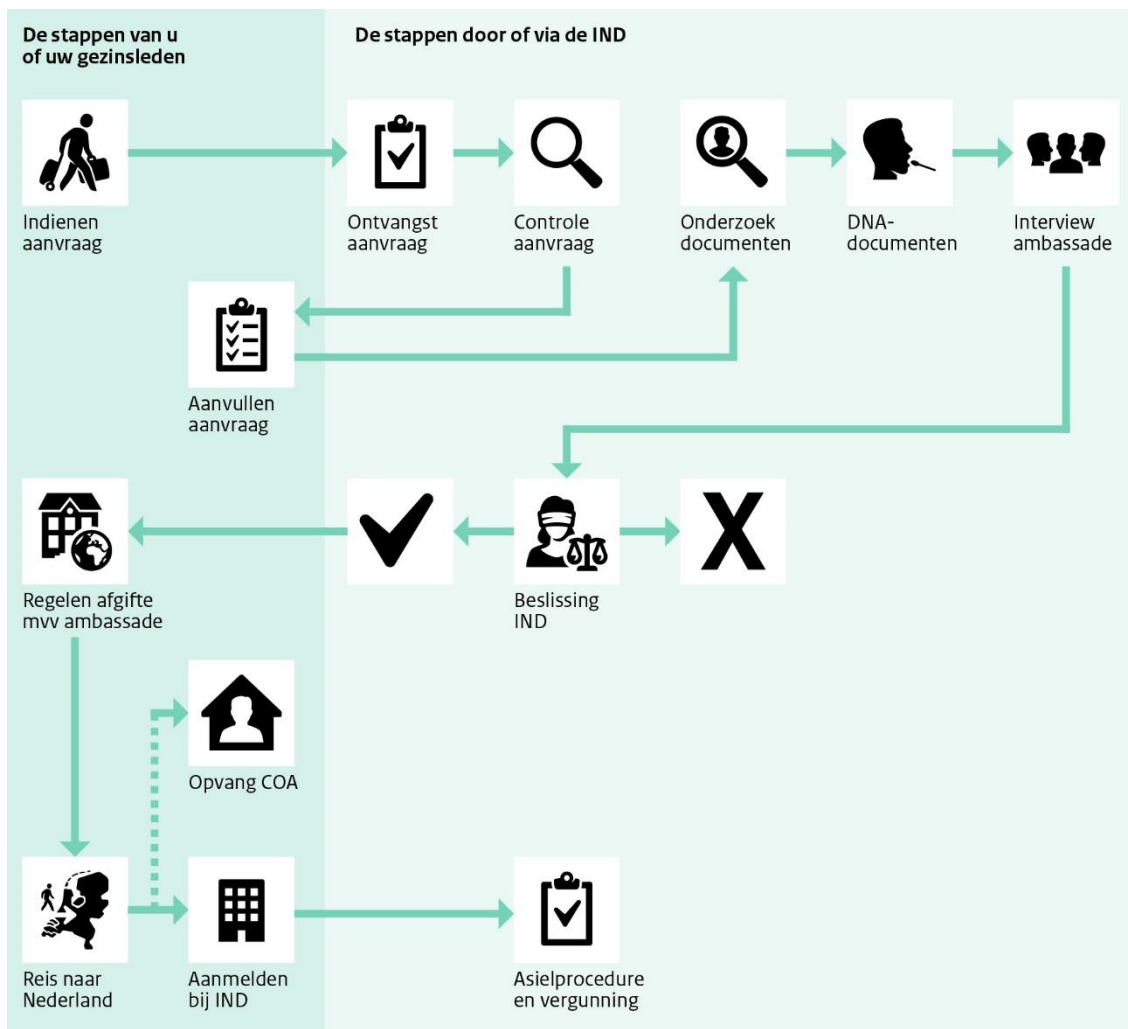 De stappen van u
of uw gezinsleden
De stappen door of via de IND
Indienen
aanvraag
Ontvangst
aanvraag
Controle
aanvraag
Onderzoek
documenten
DNA-
documenten
Interview
ambassade
Aanvullen
aanvraag
Regelen afgifte
mvv ambassade
Beslissing
IND
Opvang COA
Reis naar
Nederland
Aanmelden
bij IND
Asielprocedure
en vergunning